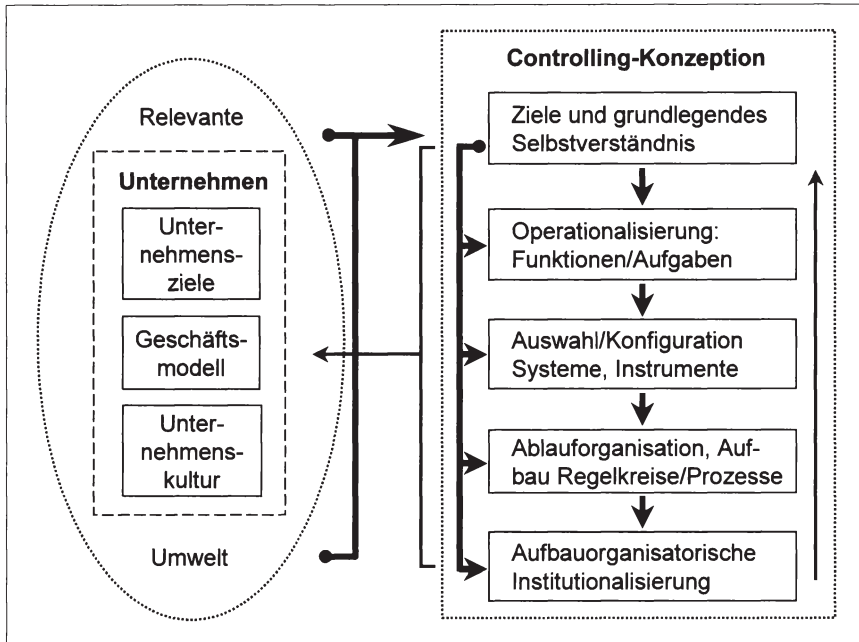 Relevante
Unternehmen
Unter-
nehmens-
ziele
Geschäfts-
modell
Unter-
nehmens-
kultur
Umwelt
Controlling-Konzeption
Ziele und grundlegendes
Selbstverständnis
Operationalisierung:
Funktionen/Aufgaben
Auswahl/Konfiguration
Systeme, Instrumente
Ablauforganisation, Auf-
bau Regelkreise/Prozesse
Aufbauorganisatorische
Institutionalisierung